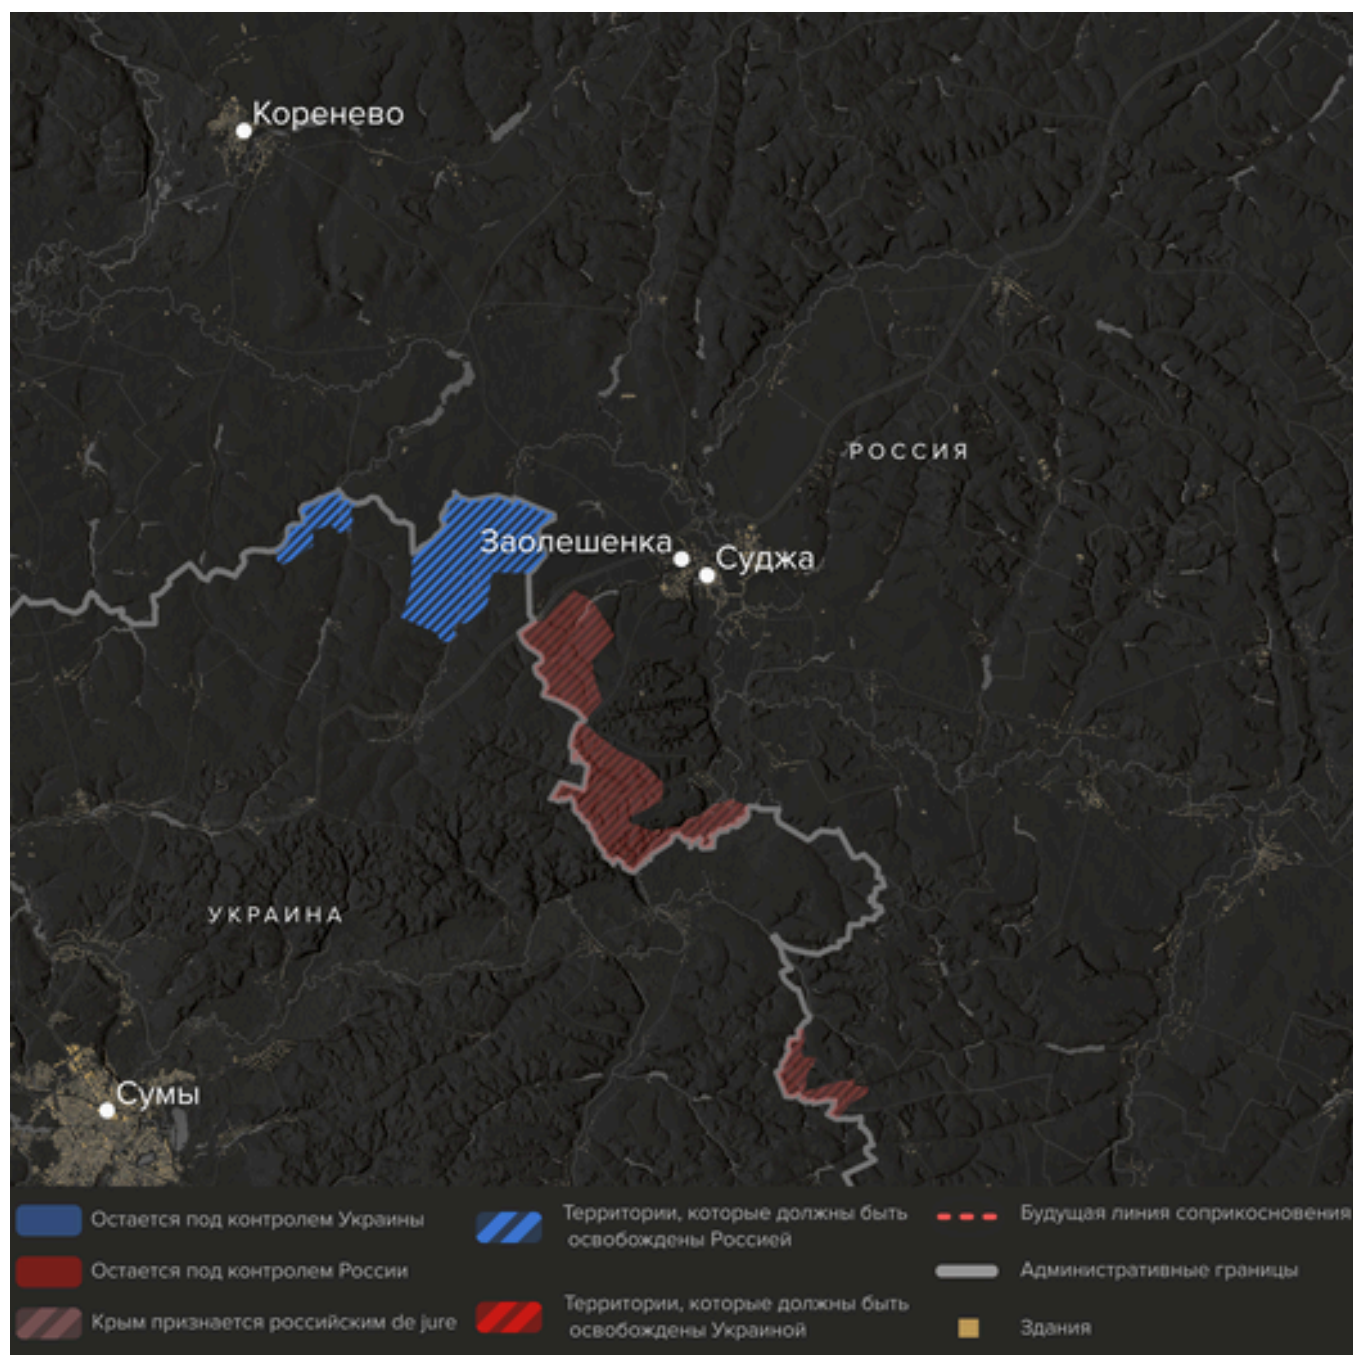 Коренево
РОССИЯ
Заолешенка
Суджа
УКРАИНА
Сумы
Остается под контролем Украины
Остается под контролем России
Крым признается российским de jure
Территории, которые должны быть
освобождены Россией
Территории, которые должны быть
освобождены Украиной
Будущая линия соприкосновения
Административные границы
Здания